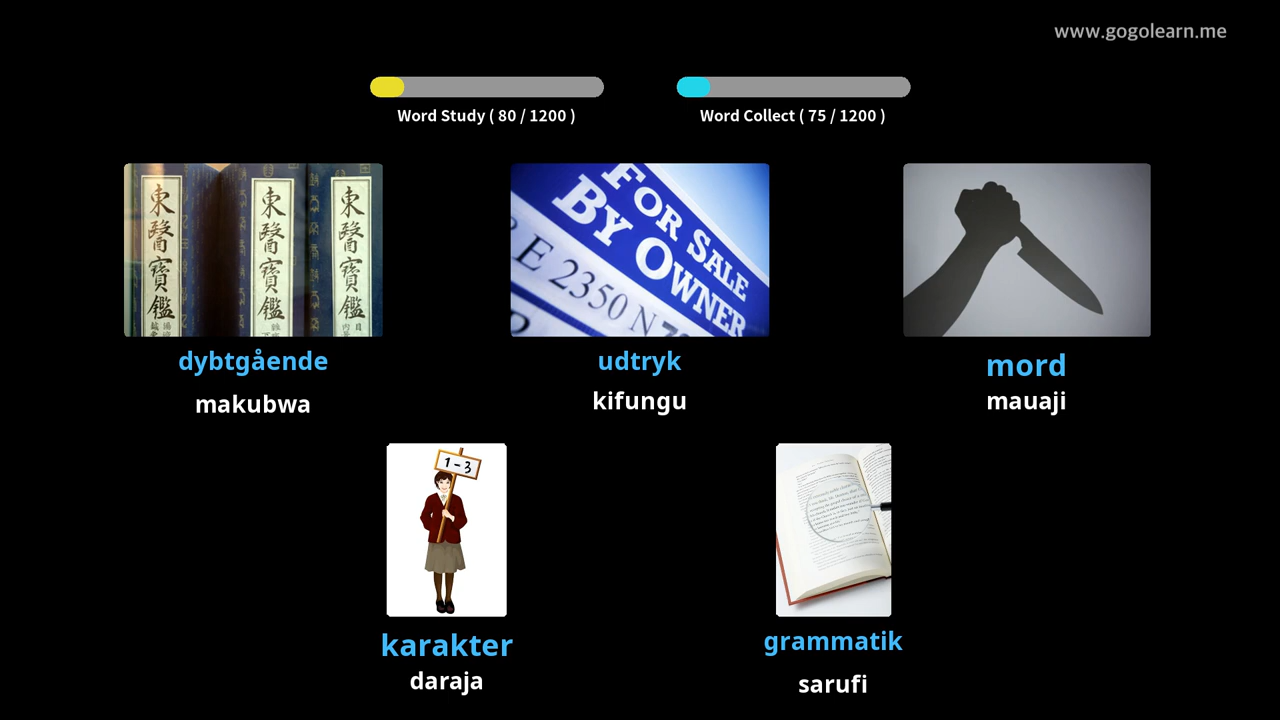 www.gogolearn.me
Word Study ( 80 / 1200 )
Word Collect ( 75 / 1200 )
東醫寶鑑
東醫寶鑑
東醫寶鑑
FOR SALE
BY OWNER
E 2350 N
dybtgående
udtryk
mord
makubwa
kifungu
mauaji
1 - 3
karakter
grammatik
daraja
sarufi